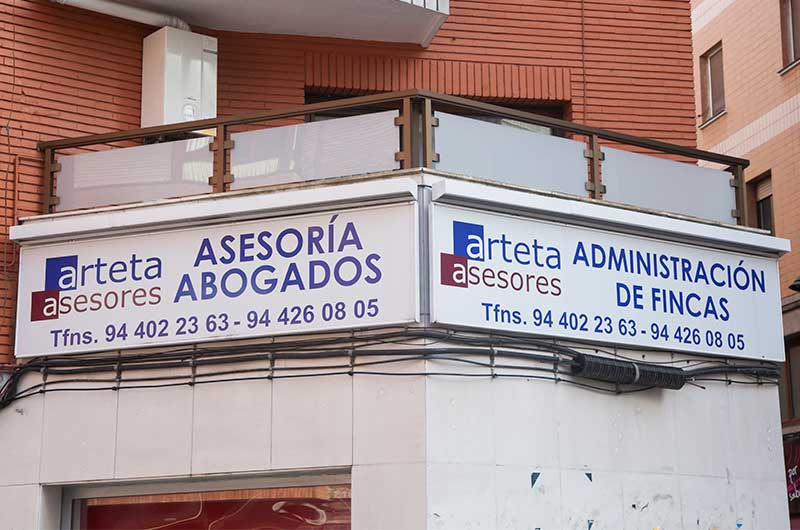 arteta
asesores
ASESORÍA
ABOGADOS
Tfns. 94 402 23 63 - 94 426 08 05
arteta
asesores
ADMINISTRACIÓN
DE FINCAS
Tfns. 94 402 23 63 - 94 426 08 05